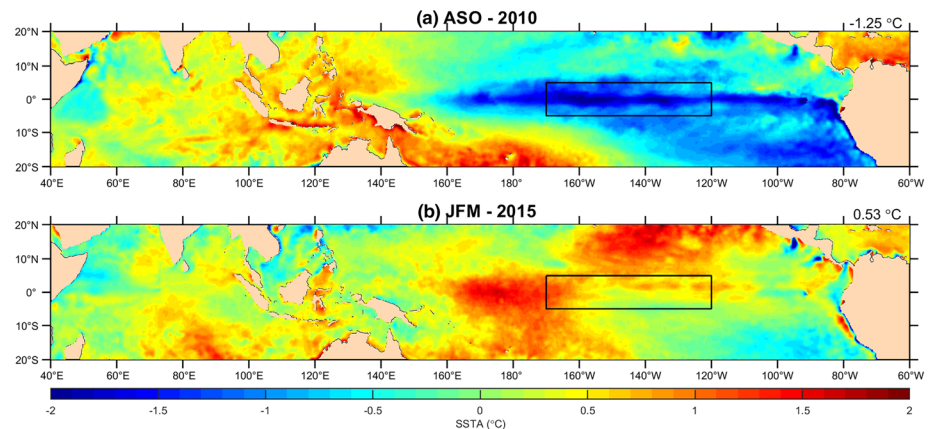 (a) ASO - 2010
-1.25 °C
20°N
10°N
0°
10°S
20°S
40°E 60°E 80°E 100°E 120°E 140°E 160°E 180° 160°W 140°W 120°W 100°W 80°W 60°W
(b) JFM - 2015
0.53 °C
20°N
10°N
0°
10°S
20°S
40°E 60°E 80°E 100°E 120°E 140°E 160°E 180° 160°W 140°W 120°W 100°W 80°W 60°W
-2 -1.5 -1 -0.5 0 0.5 1 1.5 2
SSTA (°C)